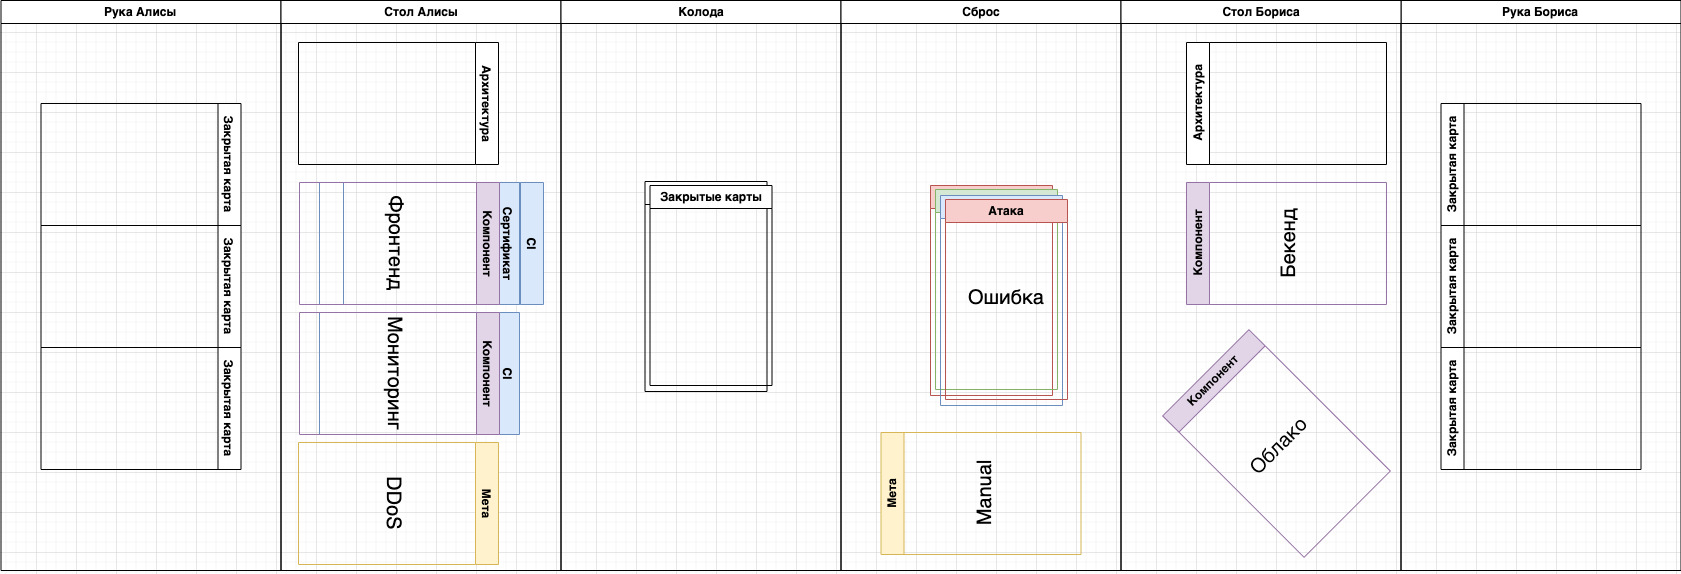 Рука Алисы
Стол Алисы
Колода
Сброс
Стол Бориса
Рука Бориса
Закрытая карта
Закрытая карта
Закрытая карта
Архитектура
Фронтенд
Компонент
Сертификат
CI
Мониторинг
Компонент
CI
DDoS
Мета
Закрытые карты
Атака
Ошибка
Мета
Manual
Архитектура
Компонент
Бекенд
Компонент
Облако
Закрытая карта
Закрытая карта
Закрытая карта